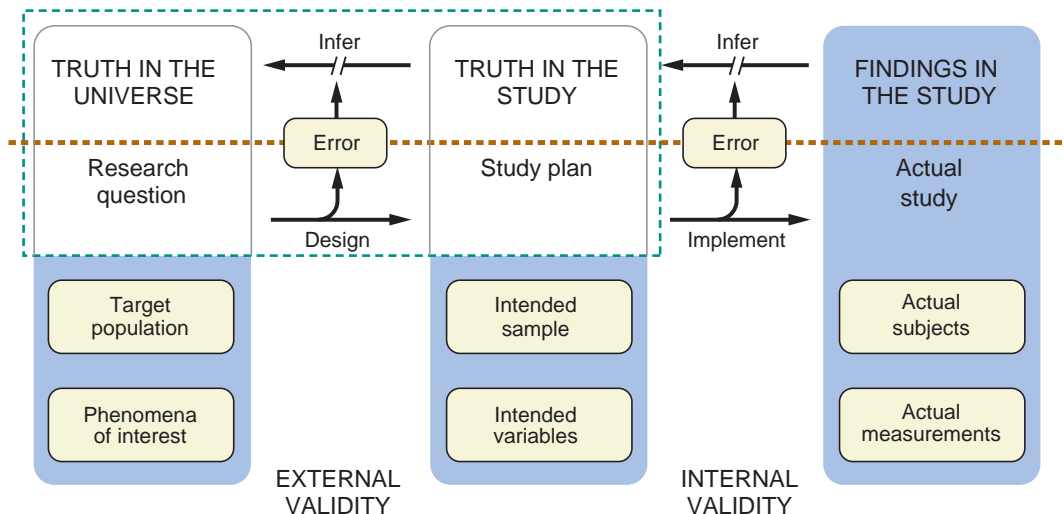 Infer
Infer
TRUTH IN THE
UNIVERSE
TRUTH IN THE
STUDY
FINDINGS IN
THE STUDY
Error
Error
Research
question
Study plan
Actual
study
Design
Implement
Target
population
Intended
sample
Actual
subjects
Phenomena
of interest
Intended
variables
Actual
measurements
EXTERNAL
VALIDITY
INTERNAL
VALIDITY